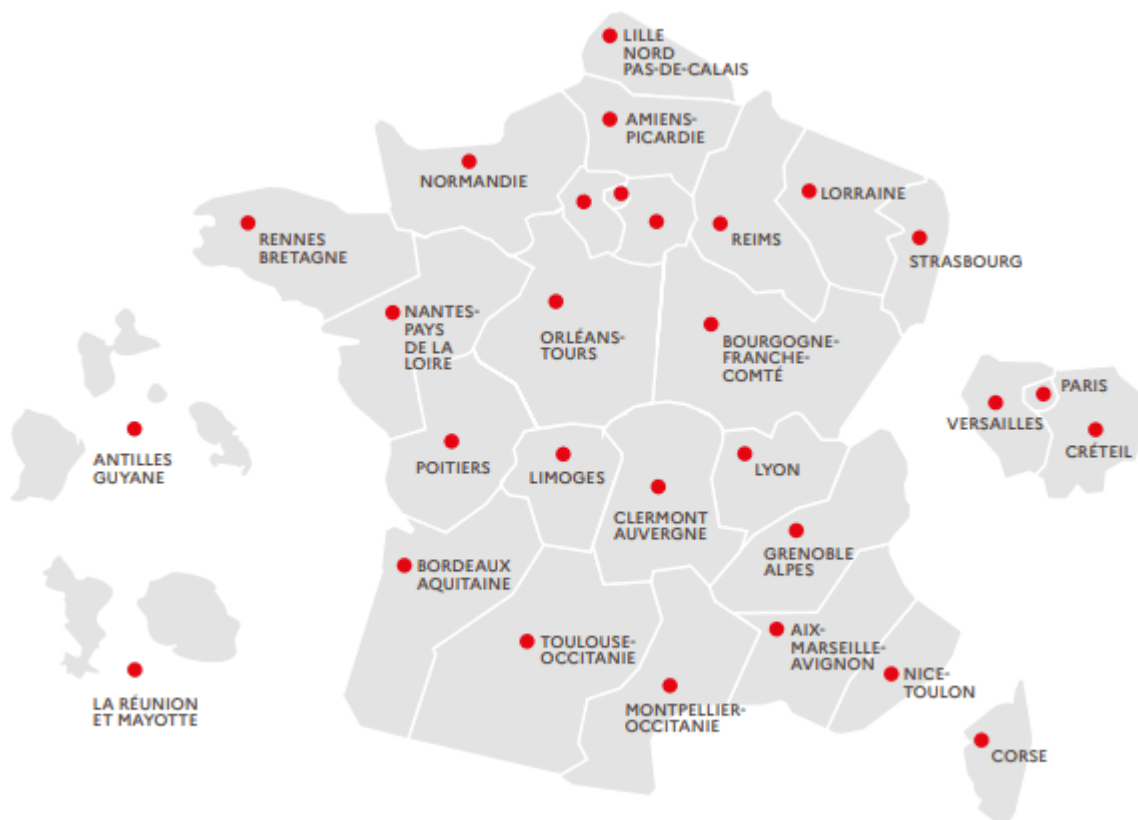 LILLE
NORD
PAS-DE-CALAIS
AMIENS-
PICARDIE
NORMANDIE
LORRAINE
REIMS
RENNES
BRETAGNE
STRASBOURG
NANTES-
PAYS
DE LA
LOIRE
ORLÉANS-
TOURS
BOURGOGNE-
FRANCHE-
COMTÉ
PARIS
VERSAILLES
CRÉTEIL
ANTILLES
GUYANE
POITIERS
LIMOGES
LYON
CLERMONT
AUVERGNE
GRENOBLE
ALPES
BORDEAUX
AQUITAINE
TOULOUSE-
OCCITANIE
AIX-
MARSEILLE-
AVIGNON
NICE-
TOULON
LA RÉUNION
ET MAYOTTE
MONTPELLIER-
OCCITANIE
CORSE